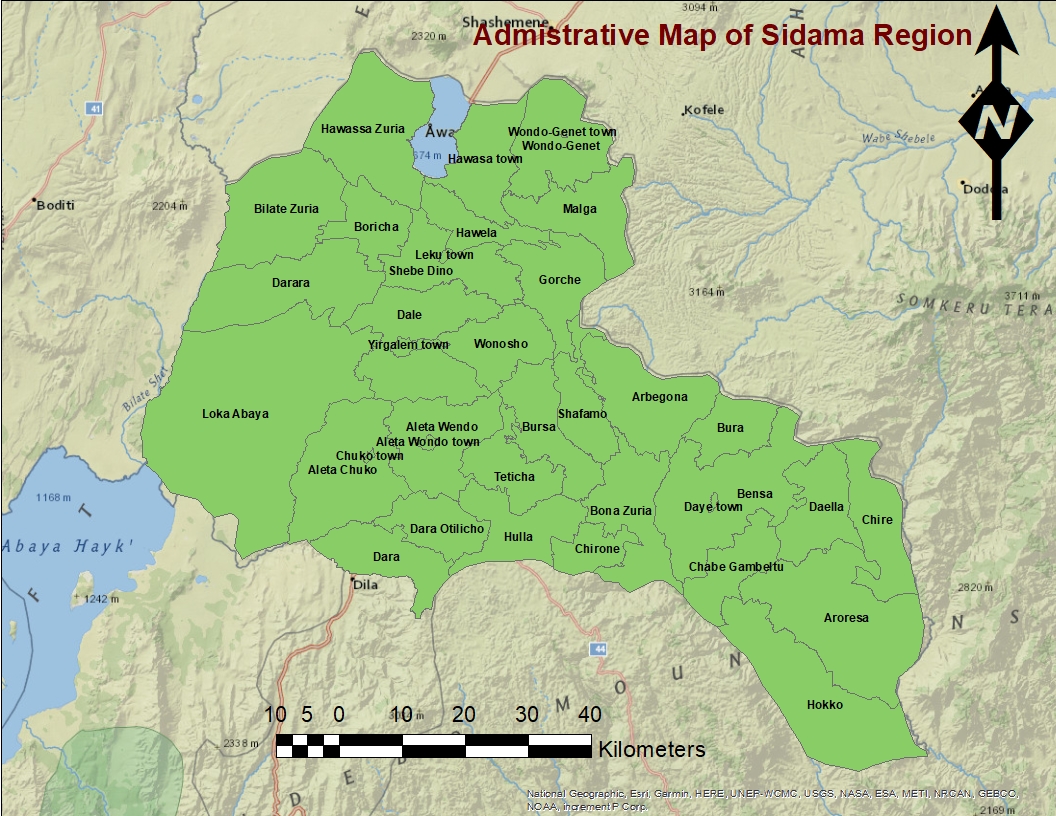 3094 m
Shashemene
2320 m
Admistrative Map of Sidama Region
E
A H
41
Kofele
N
Hawassa Zuria
Åwa
Wondo-Genet town
Wondo-Genet
Wabe Shebele
674 m
Hawasa town
Dodola
Boditi
2204 m
Bilate Zuria
Malga
Boricha
Hawela
Leku town
Shebe Dino
Gorche
Darara
3164 m
SOMKERU TERA
3711 m
Dale
Yirgalem town
Wonosho
Bilate Shet
Arbegona
Loka Abaya
Shafamo
Aleta Wendo
Bursa
Bura
Aleta Wondo town
Chuko town
Aleta Chuko
Teticha
1168 m
Bensa
T
Daye town
Daella
Bona Zuria
Chire
Dara Otilicho
Hulla
Abaya Hayk'
Chirone
Dara
Chabe Gambeltu
Dila
2820 m
F
1242 m
Aroresa
N S
44
M O U N
Hokko
10 5 0 10 20 30 40
2338 m
Kilometers
D E B
National Geographic, Esri, Garmin, HERE, UNEP-WCMC, USGS, NASA, ESA, METI, NRCAN, GEBCO,
NOAA, increment P Corp.
2169 m